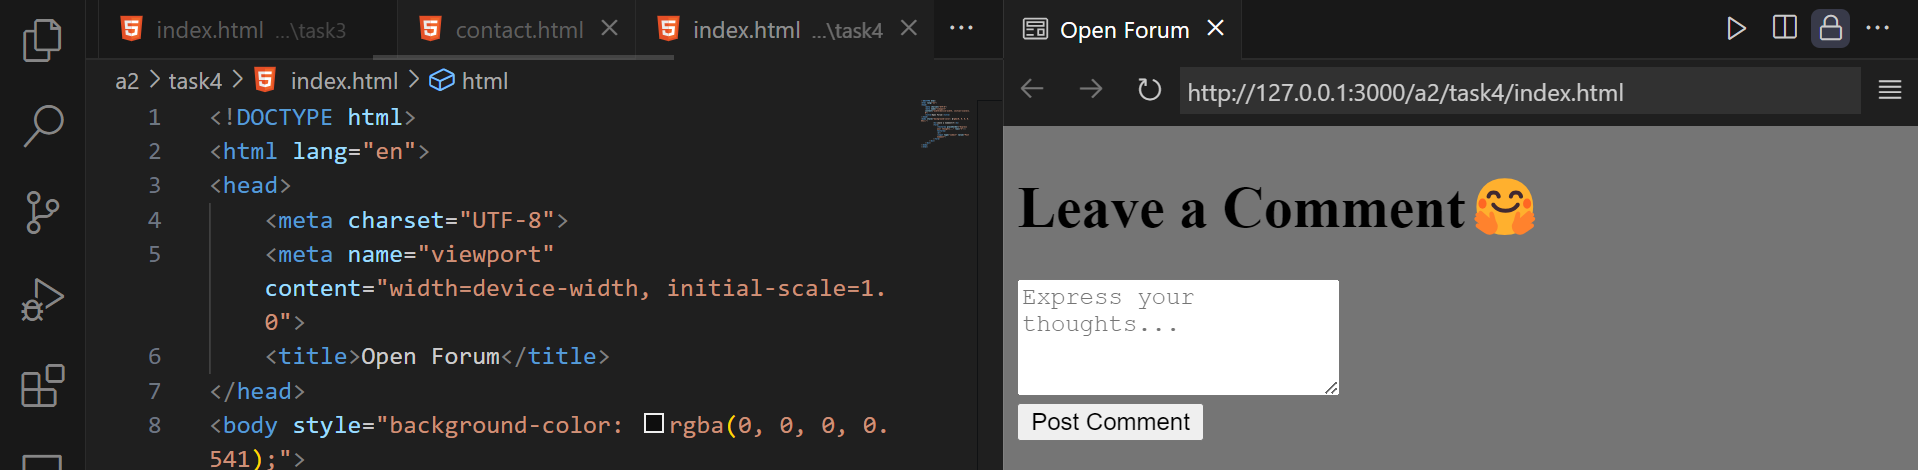 index.html ...\task3 contact.html index.html ...\task4
a2 > task4 > index.html > html
1 <!DOCTYPE html>
2 <html lang="en">
3 <head>
4 <meta charset="UTF-8">
5 <meta name="viewport"
content="width=device-width, initial-scale=1.
0">
6 <title>Open Forum</title>
7 </head>
8 <body style="background-color: rgba(0, 0, 0, 0.
541);">
Open Forum
http://127.0.0.1:3000/a2/task4/index.html
Leave a Comment🤗
Express your
thoughts...
Post Comment